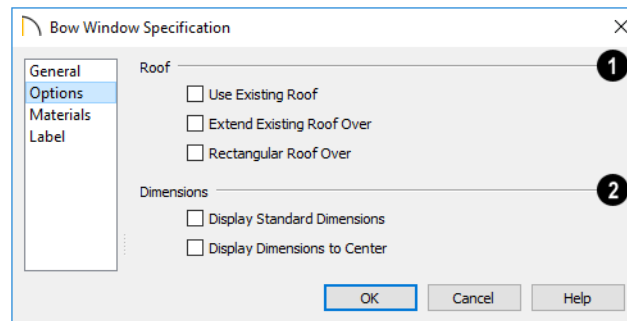 Bow Window Specification
General
Options
Materials
Label
Roof
1
Use Existing Roof
Extend Existing Roof Over
Rectangular Roof Over
Dimensions
2
Display Standard Dimensions
Display Dimensions to Center
OK
Cancel
Help